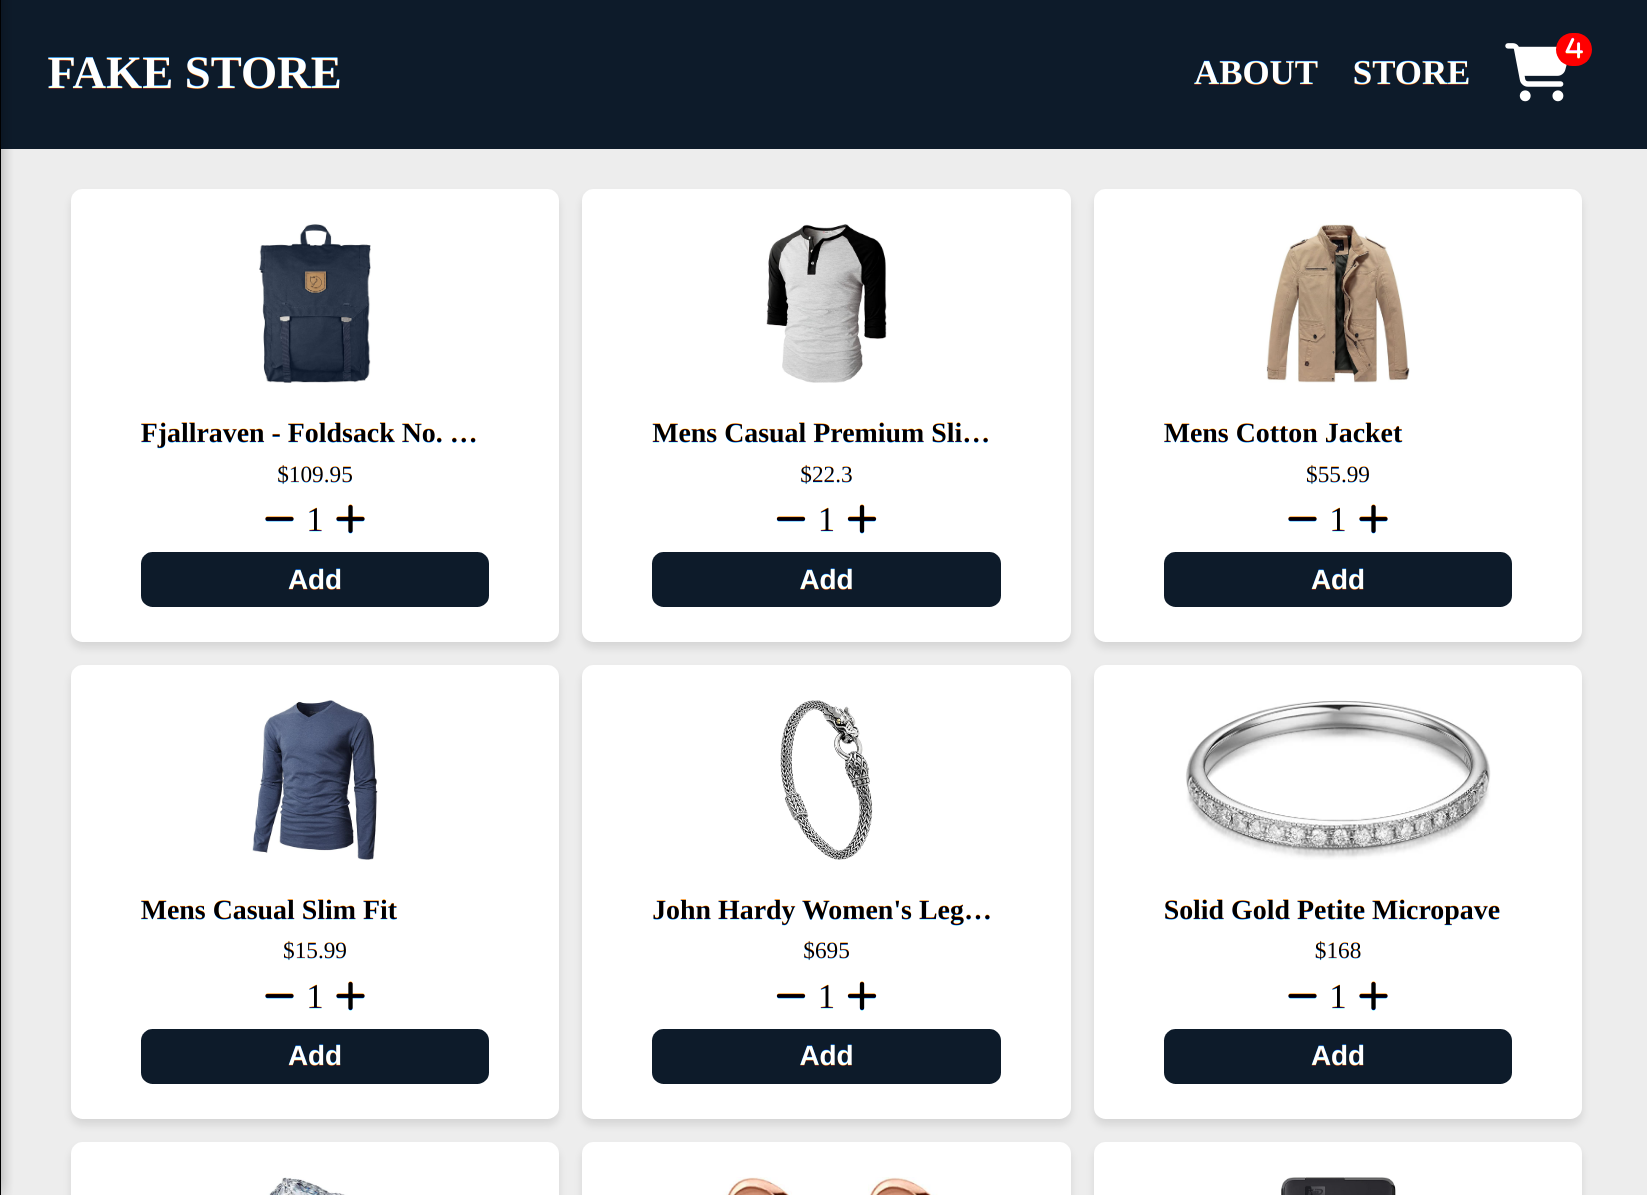 FAKE STORE
ABOUT STORE 4
Fjallraven - Foldsack No. …
$109.95
1
Add
Mens Casual Premium Sli…
$22.3
1
Add
Mens Cotton Jacket
$55.99
1
Add
Mens Casual Slim Fit
$15.99
1
Add
John Hardy Women's Leg…
$695
1
Add
Solid Gold Petite Micropave
$168
1
Add